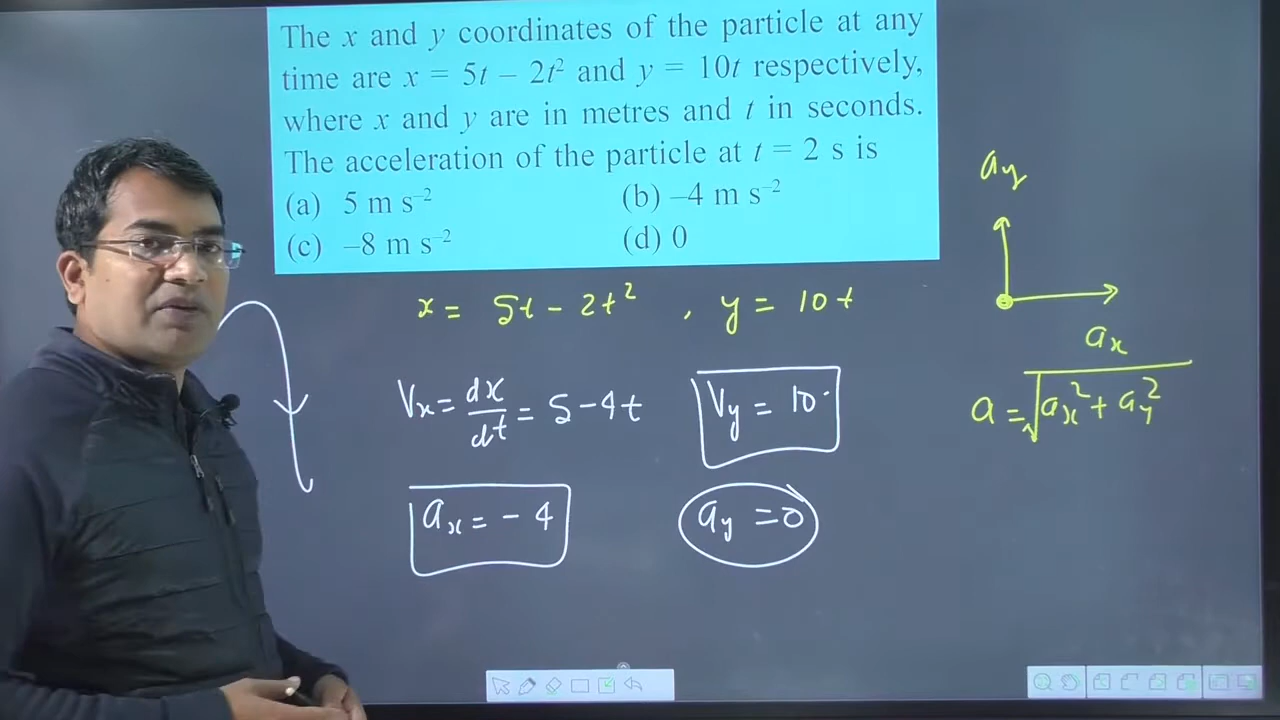 The x and y coordinates of the particle at any
time are x = 5t – 2t² and y = 10t respectively,
where x and y are in metres and t in seconds.
The acceleration of the particle at t = 2 s is
(a) 5 m s⁻² (b) –4 m s⁻²
(c) –8 m s⁻² (d) 0
x = 5t – 2t² , y = 10t
Vx = dx/dt = 5 – 4t Vy = 10
ax = – 4 ay = 0
ay
ax
a = √ax² + ay²